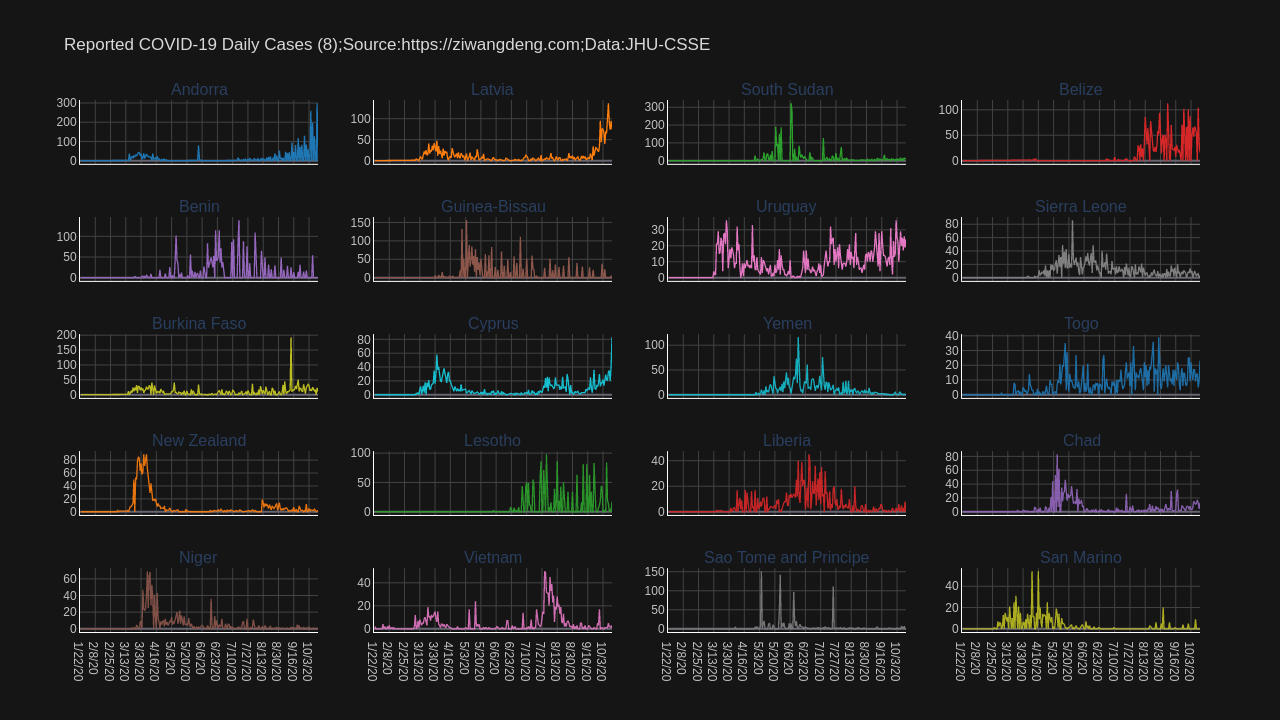 Reported COVID-19 Daily Cases (8);Source:https://ziwangdeng.com;Data:JHU-CSSE
Andorra Latvia South Sudan Belize
300 200 100 0
100 50 0
300 200 100 0
100 50 0
Benin Guinea-Bissau Uruguay Sierra Leone
100 50 0
150 100 50 0
30 20 10 0
80 60 40 20
Burkina Faso Cyprus Yemen Togo
200 150 100 50 0
80 60 40 20 0
100 50 0
40 30 20 10 0
New Zealand Lesotho Liberia Chad
80 60 40 20 0
100 50 0
40 20 0
80 60 40 20 0
Niger Vietnam Sao Tome and Principe San Marino
60 40 20 0
40 20 0
150 100 50 0
40 20 0
1/22/20 2/8/20 2/25/20 3/13/20 3/30/20 4/16/20 5/3/20 5/20/20 6/6/20 6/23/20 7/10/20 7/27/20 8/13/20 8/30/20 9/16/20 10/3/20
1/22/20 2/8/20 2/25/20 3/13/20 3/30/20 4/16/20 5/3/20 5/20/20 6/6/20 6/23/20 7/10/20 7/27/20 8/13/20 8/30/20 9/16/20 10/3/20
1/22/20 2/8/20 2/25/20 3/13/20 3/30/20 4/16/20 5/3/20 5/20/20 6/6/20 6/23/20 7/10/20 7/27/20 8/13/20 8/30/20 9/16/20 10/3/20
1/22/20 2/8/20 2/25/20 3/13/20 3/30/20 4/16/20 5/3/20 5/20/20 6/6/20 6/23/20 7/10/20 7/27/20 8/13/20 8/30/20 9/16/20 10/3/20